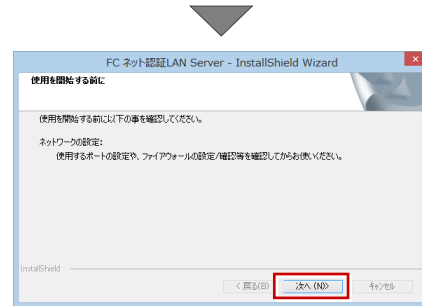 FC ネット認証LAN Server - InstallShield Wizard
使用を開始する前に
使用を開始する前に以下の事を確認してください。
ネットワークの設定:
使用するポートの設定や、ファイアウォールの設定/確認等を確認してからお使いください。
InstallShield
< 戻る(B)
次へ (N)>
キャンセル